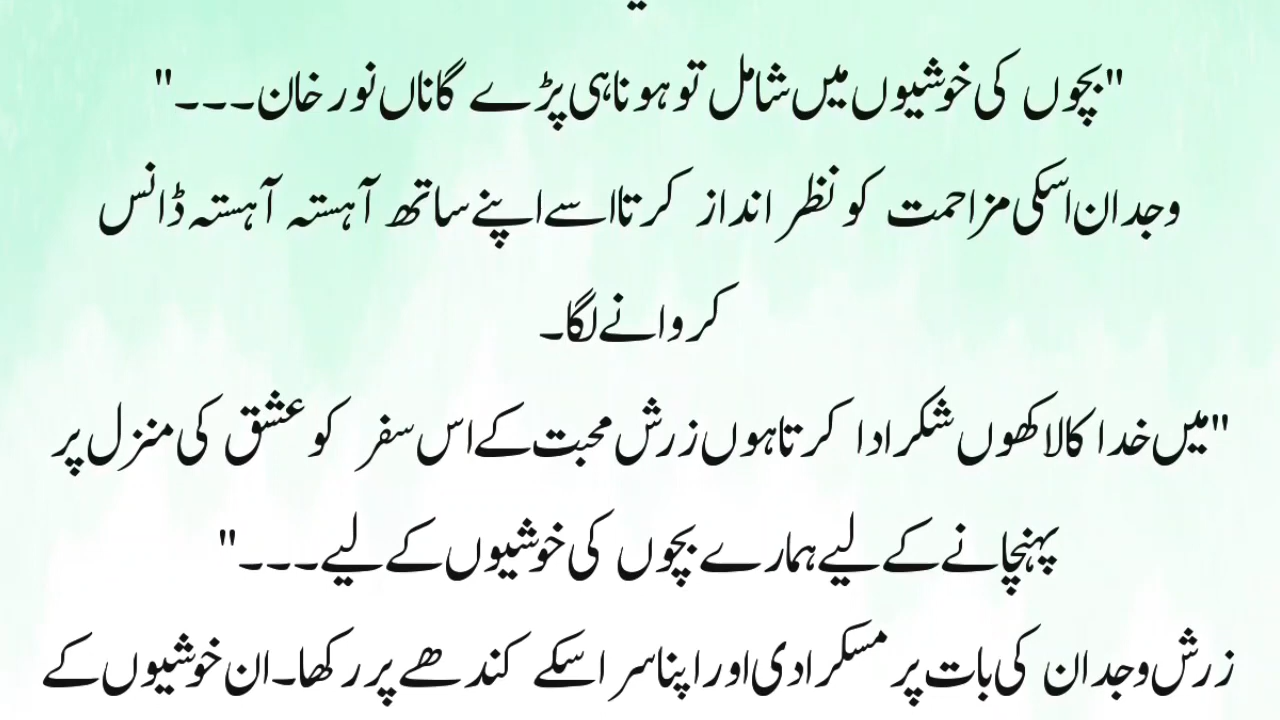 "بچوں کی خوشیوں میں شامل تو ہونا ہی پڑے گا ناں نور خان۔۔۔"
وجدان اسکی مزاحمت کو نظر انداز کرتا اسے اپنے ساتھ آہستہ آہستہ ڈانس
کروانے لگا۔
"میں خدا کا لاکھوں شکر ادا کرتا ہوں زرش محبت کے اس سفر کو عشق کی منزل پر
پہنچانے کے لیے ہمارے بچوں کی خوشیوں کے لیے۔۔۔"
زرش وجدان کی بات پر مسکرا دی اور اپنا سر اسکے کندھے پر رکھا۔ ان خوشیوں کے